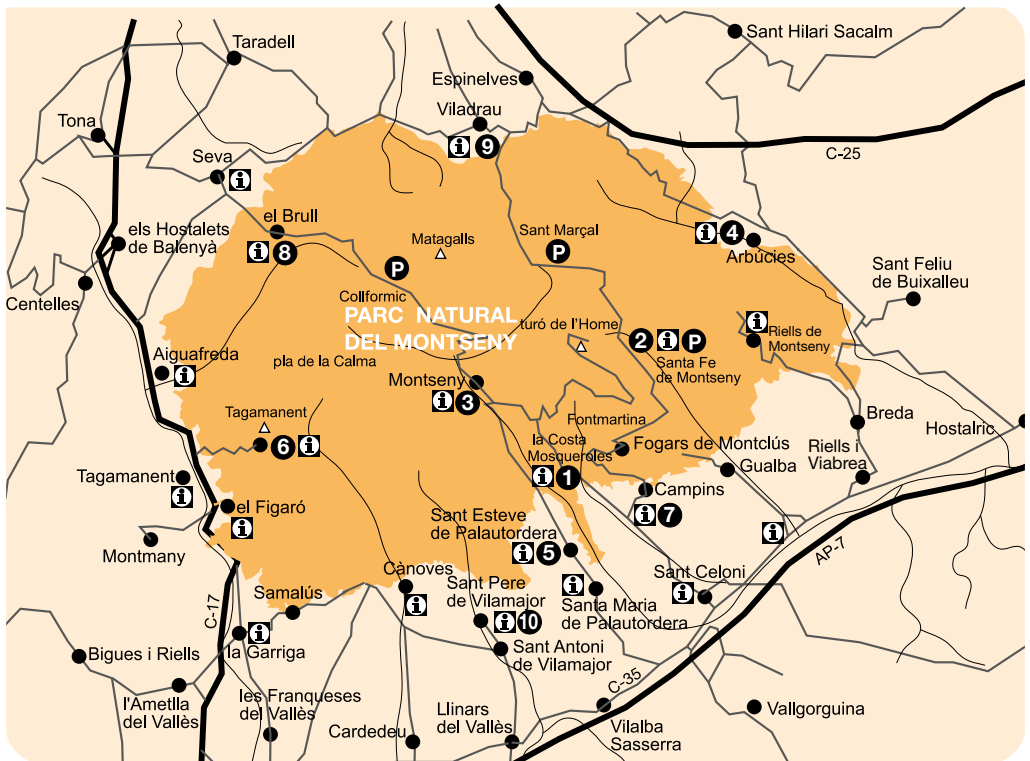 Sant Hilari Sacalm
Taradell
Espinelves
Viladrau
Tona
i 9
C-25
Seva
i
el Brull
i 8
els Hostalets
de Balenyà
Matagalls
P
Sant Marçal
P
i 4
Arbúcies
Sant Feliu
de Buixalleu
Centelles
Collformic
PARC NATURAL
DEL MONTSENY
turó de l'Home
2 i P
Santa Fe
de Montseny
i
Riells de
Montseny
Aiguafreda
i
pla de la Calma
Montseny
i 3
Tagamanent
6 i
Fontmartina
la Costa
Mosqueroles
i 1
Fogars de Montclús
Gualba
Breda
Hostalric
Riells i
Viabrea
Tagamanent
i
el Figaró
i
Campins
i 7
Sant Esteve
de Palautordera
i 5
i
AP-7
Montmany
Cànoves
i
Sant Pere
de Vilamajor
i 10
i
Santa Maria
de Palautordera
Sant Celoni
i
Samalús
C-17
i
la Garriga
Sant Antoni
de Vilamajor
Bigues i Riells
l'Ametlla
del Vallès
les Franqueses
del Vallès
Cardedeu
Llinars
del Vallès
C-35
Vilalba
Sasserra
Vallgorguina